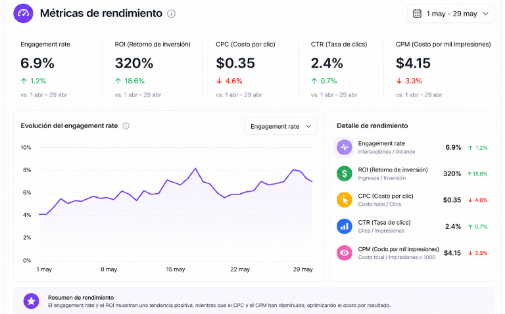 Métricas de rendimiento
1 may - 29 may
Engagement rate
6.9%
↑ 1.2%
vs. 1 abr - 29 abr
ROI (Retorno de inversión)
320%
↑ 18.6%
vs. 1 abr - 29 abr
CPC (Costo por clic)
$0.35
↓ 4.6%
vs. 1 abr - 29 abr
CTR (Tasa de clics)
2.4%
↑ 0.7%
vs. 1 abr - 29 abr
CPM (Costo por mil impresiones)
$4.15
↓ 3.3%
vs. 1 abr - 29 abr
Evolución del engagement rate
Engagement rate
10%
8%
6%
4%
2%
0%
1 may
8 may
15 may
22 may
29 may
Detalle de rendimiento
Engagement rate
Interacciones / Alcance
6.9% ↑ 1.2%
ROI (Retorno de inversión)
Ingresos / Inversión
320% ↑ 18.6%
CPC (Costo por clic)
Costo total / Clics
$0.35 ↓ 4.6%
CTR (Tasa de clics)
Clics / Impresiones
2.4% ↑ 0.7%
CPM (Costo por mil impresiones)
Costo total / Impresiones x 1000
$4.15 ↓ 3.3%
Resumen de rendimiento
El engagement rate y el ROI muestran una tendencia positiva, mientras que el CPC y el CPM han disminuido, optimizando el costo por resultado.